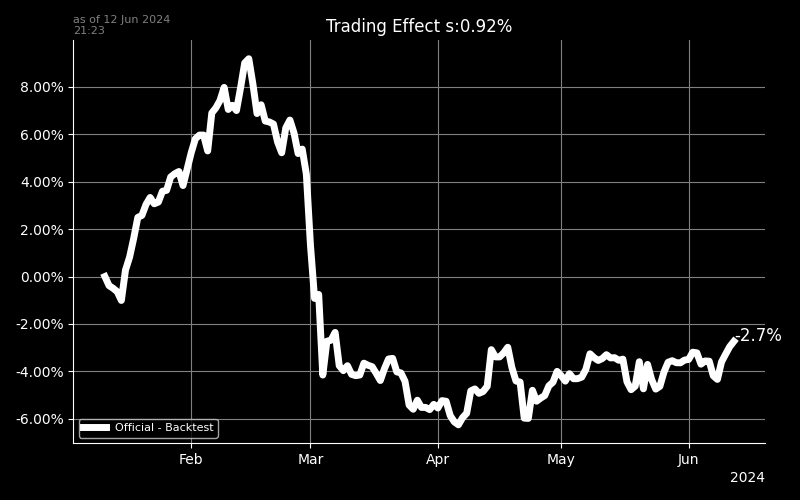 as of 12 Jun 2024
21:23
Trading Effect s:0.92%
8.00%
6.00%
4.00%
2.00%
0.00%
-2.00%
-4.00%
-6.00%
-2.7%
Official - Backtest
Feb Mar Apr May Jun
2024